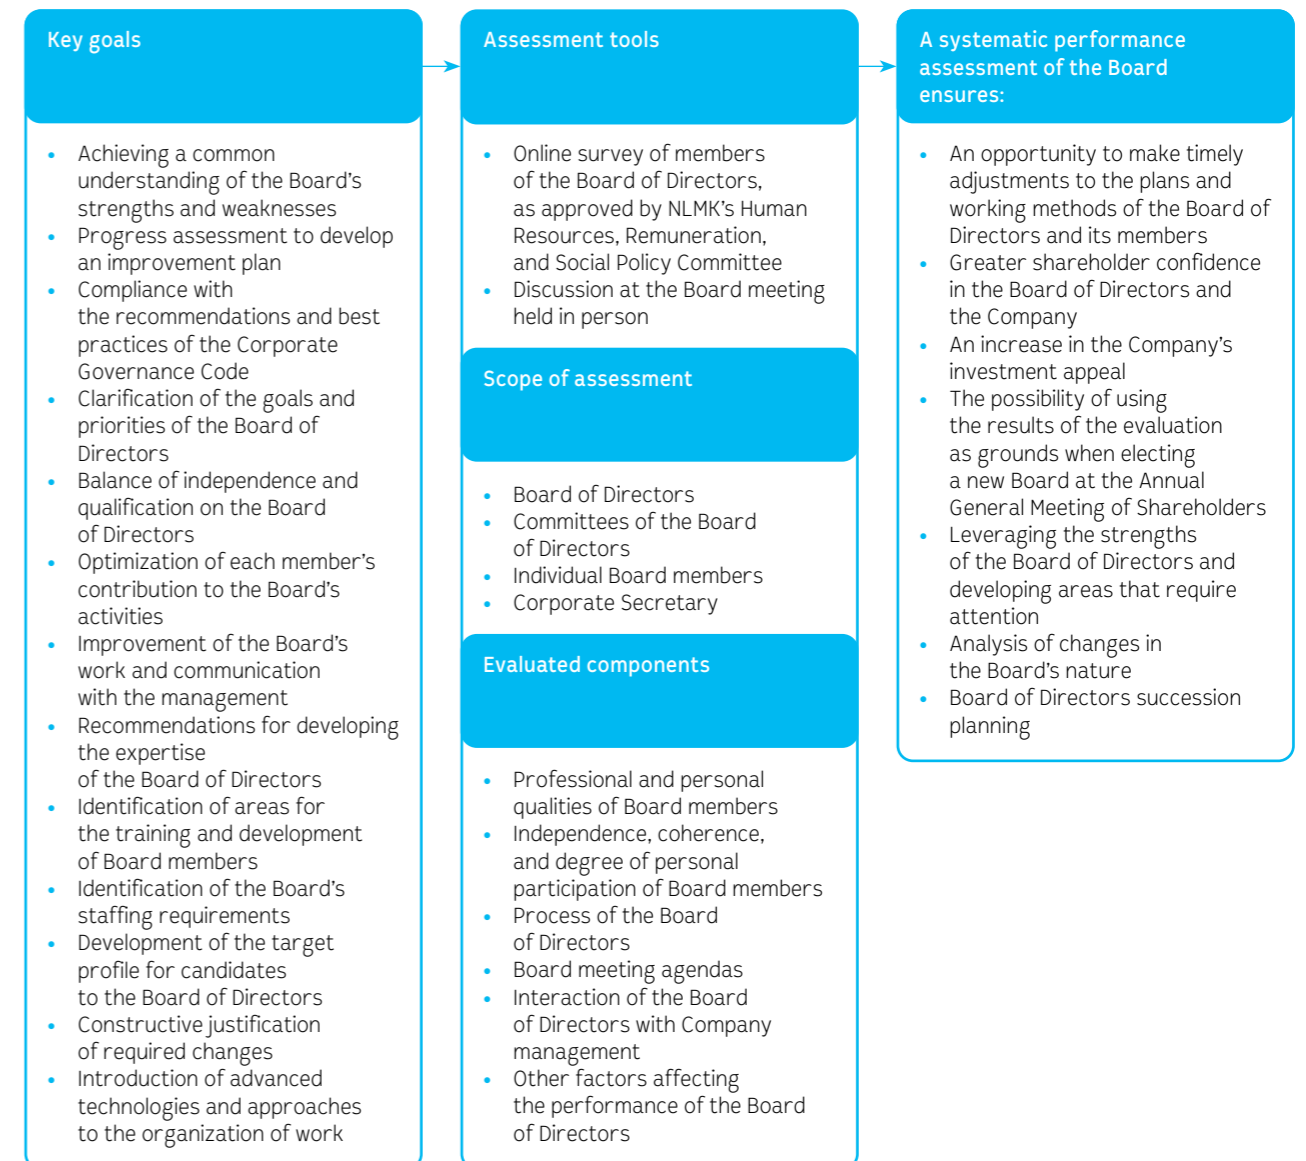 Key goals
• Achieving a common
understanding of the Board’s
strengths and weaknesses
• Progress assessment to develop
an improvement plan
• Compliance with
the recommendations and best
practices of the Corporate
Governance Code
• Clarification of the goals and
priorities of the Board of
Directors
• Balance of independence and
qualification on the Board
of Directors
• Optimization of each member’s
contribution to the Board’s
activities
• Improvement of the Board’s
work and communication
with the management
• Recommendations for developing
the expertise
of the Board of Directors
• Identification of areas for
the training and development
of Board members
• Identification of the Board’s
staffing requirements
• Development of the target
profile for candidates
to the Board of Directors
• Constructive justification
of required changes
• Introduction of advanced
technologies and approaches
to the organization of work
Assessment tools
• Online survey of members
of the Board of Directors,
as approved by NLMK’s Human
Resources, Remuneration,
and Social Policy Committee
• Discussion at the Board meeting
held in person
Scope of assessment
• Board of Directors
• Committees of the Board
of Directors
• Individual Board members
• Corporate Secretary
Evaluated components
• Professional and personal
qualities of Board members
• Independence, coherence,
and degree of personal
participation of Board members
• Process of the Board
of Directors
• Board meeting agendas
• Interaction of the Board
of Directors with Company
management
• Other factors affecting
the performance of the Board
of Directors
A systematic performance
assessment of the Board
ensures:
• An opportunity to make timely
adjustments to the plans and
working methods of the Board of
Directors and its members
• Greater shareholder confidence
in the Board of Directors and
the Company
• An increase in the Company’s
investment appeal
• The possibility of using
the results of the evaluation
as grounds when electing
a new Board at the Annual
General Meeting of Shareholders
• Leveraging the strengths
of the Board of Directors and
developing areas that require
attention
• Analysis of changes in
the Board’s nature
• Board of Directors succession
planning